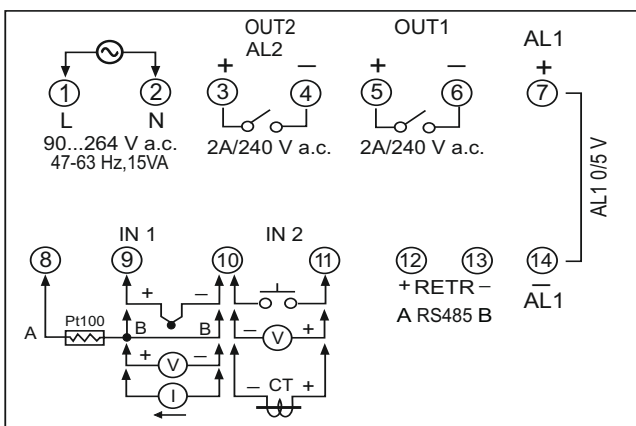 OUT2 OUT1 AL1
AL2
+ − + − +
1 2 3 4 5 6 7
L N
90...264 V a.c.
47-63 Hz,15VA
2A/240 V a.c. 2A/240 V a.c.
AL1 0/5 V
IN 1 IN 2
8 9 10 11 12 13 14
+ − + RETR − −
A RS485 B AL1
A Pt100 B B
− V +
+ V −
− CT +
I